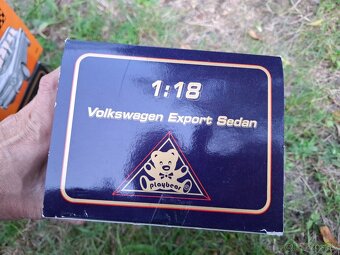 1:18
Volkswagen Export Sedan
playbear